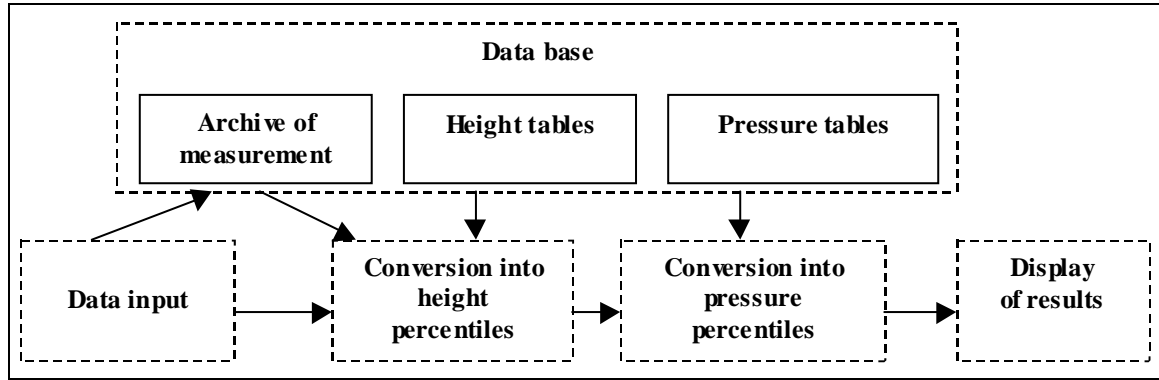 Data base
Archive of
measurement
Height tables
Pressure tables
Data input
Conversion into
height
percentiles
Conversion into
pressure
percentiles
Display
of results